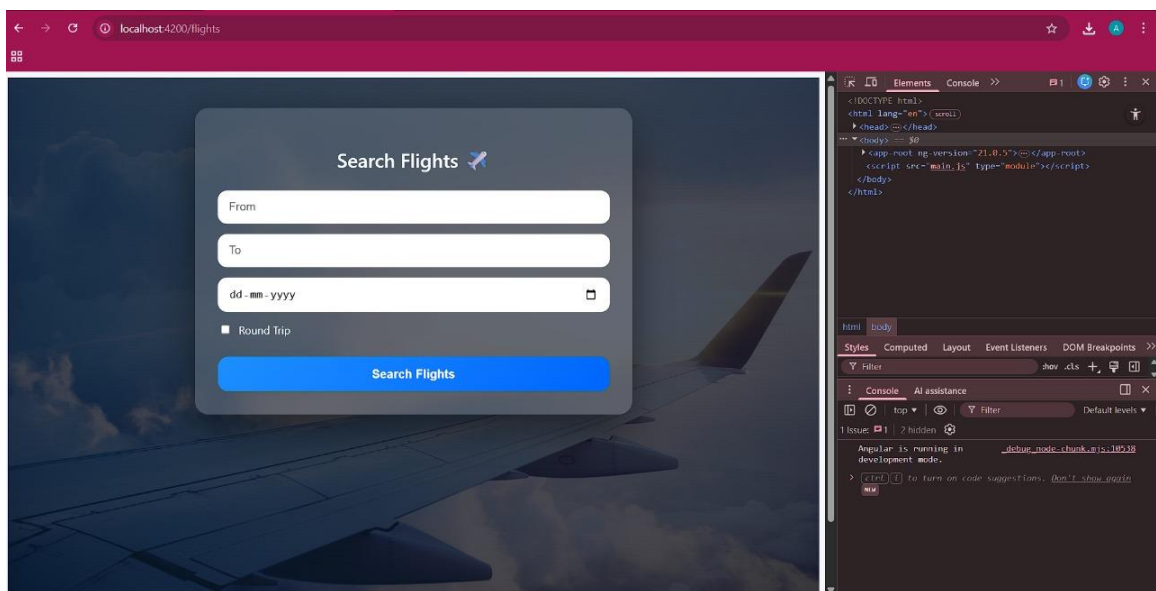 localhost:4200/flights
A
Search Flights
From
To
dd-mm-yyyy
Round Trip
Search Flights
Elements Console >> 1
<!DOCTYPE html>
<html lang="en"> scroll
<head> </head>
<body> == $0
<app-root ng-version="21.0.5"> </app-root>
<script src="main.js" type="module"></script>
</body>
</html>
html body
Styles Computed Layout Event Listeners DOM Breakpoints >>
Filter :hov .cls +
Console AI assistance
top Filter Default levels
1 Issue: 1 2 hidden
Angular is running in _debug_node-chunk.mjs:10538
development mode.
> ctrl i to turn on code suggestions. Don't show again
NEW